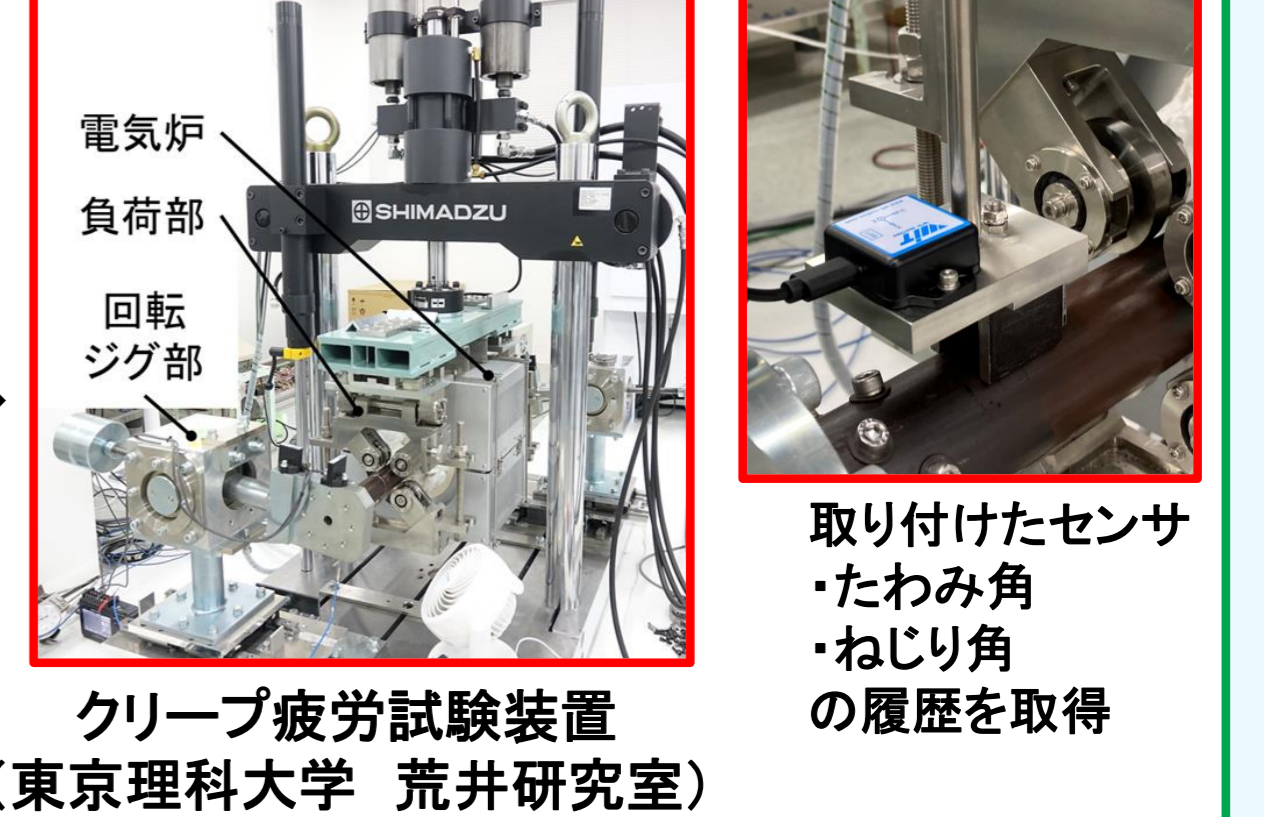 電気炉
負荷部
回転
ジグ部
SHIMADZU
クリープ疲労試験装置
（東京理科大学　荒井研究室）
WIT
取り付けたセンサ
・たわみ角
・ねじり角
の履歴を取得